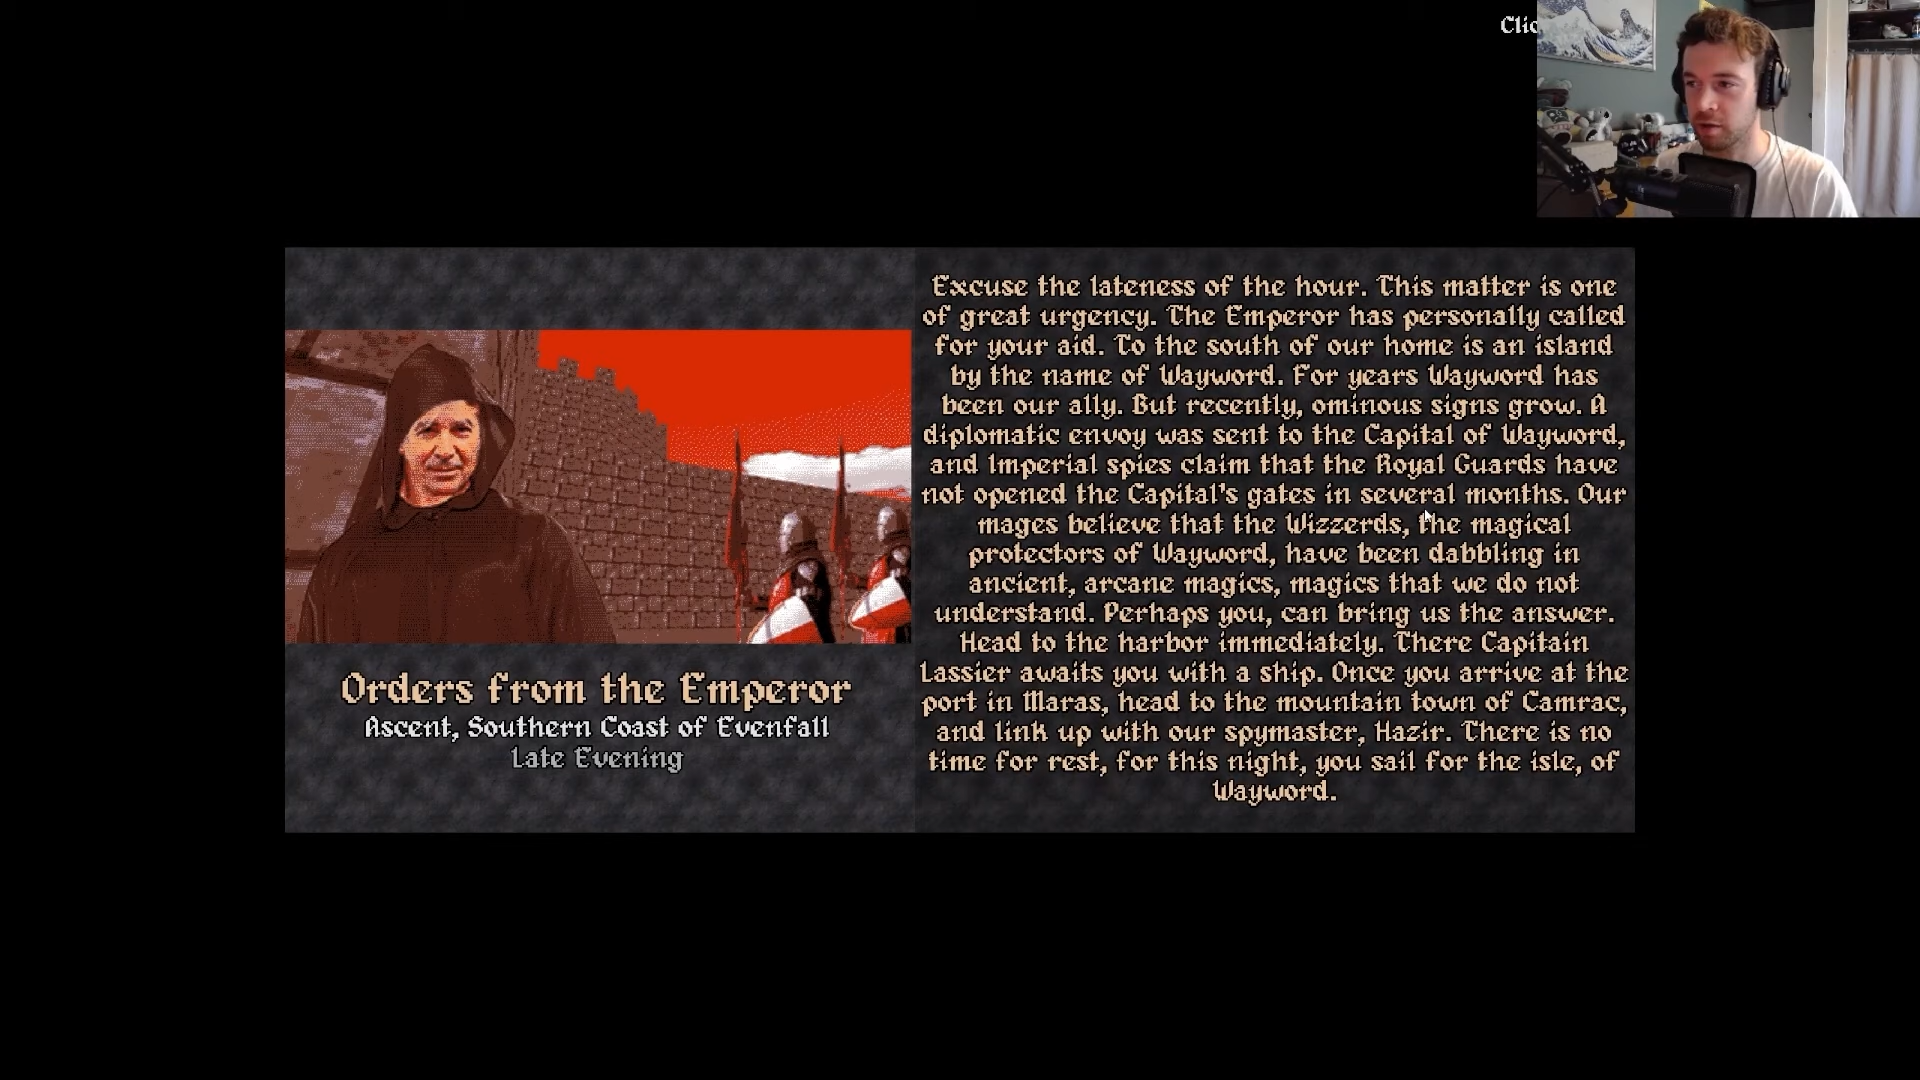 Clic
Excuse the lateness of the hour. This matter is one
of great urgency. The Emperor has personally called
for your aid. To the south of our home is an island
by the name of Wayword. For years Wayword has
been our ally. But recently, ominous signs grow. A
diplomatic envoy was sent to the Capital of Wayword,
and Imperial spies claim that the Royal Guards have
not opened the Capital's gates in several months. Our
mages believe that the Wizzerds, the magical
protectors of Wayword, have been dabbling in
ancient, arcane magics, magics that we do not
understand. Perhaps you, can bring us the answer.
Head to the harbor immediately. There Capitain
Lassier awaits you with a ship. Once you arrive at the
port in Maras, head to the mountain town of Camrac,
and link up with our spymaster, Hazir. There is no
time for rest, for this night, you sail for the isle, of
Wayword.
Orders from the Emperor
Ascent, Southern Coast of Evenfall
Late Evening